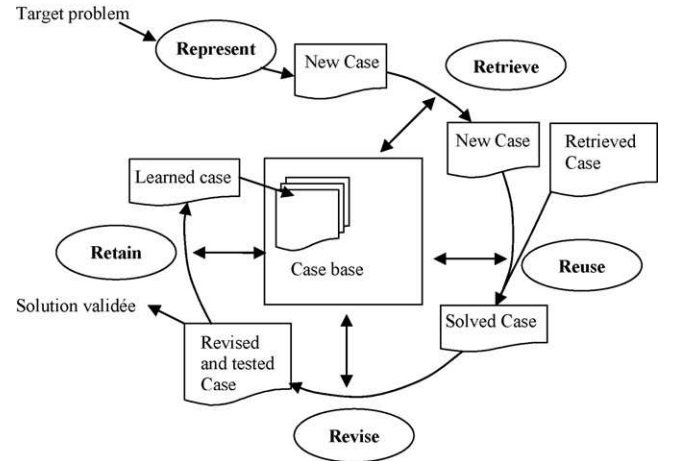 Target problem
Represent
New Case
Retrieve
New Case
Retrieved
Case
Learned case
Case base
Retain
Reuse
Solution validée
Solved Case
Revised
and tested
Case
Revise